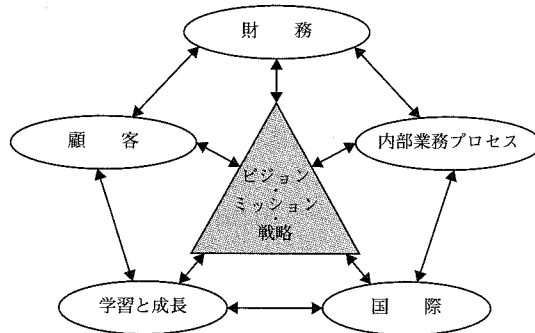 財　務
顧　客
内部業務プロセス
ビジョン
・
ミッション
・
戦略
学習と成長
国　際